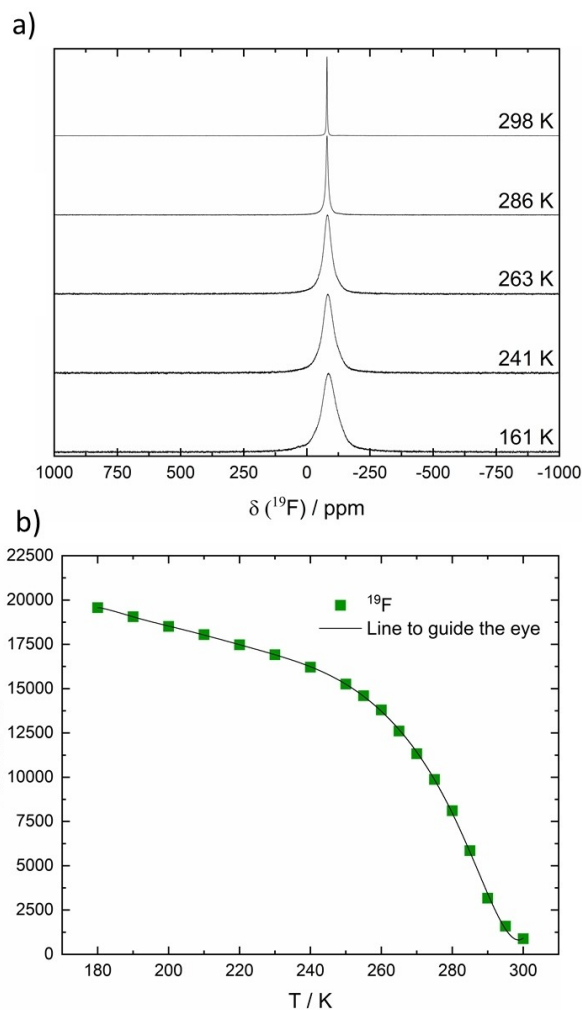 a)
298 K
286 K
263 K
241 K
161 K
1000 750 500 250 0 -250 -500 -750 -1000
δ (¹⁹F) / ppm
b)
22500
20000
17500
15000
12500
10000
7500
5000
2500
0
¹⁹F
Line to guide the eye
180 200 220 240 260 280 300
T / K